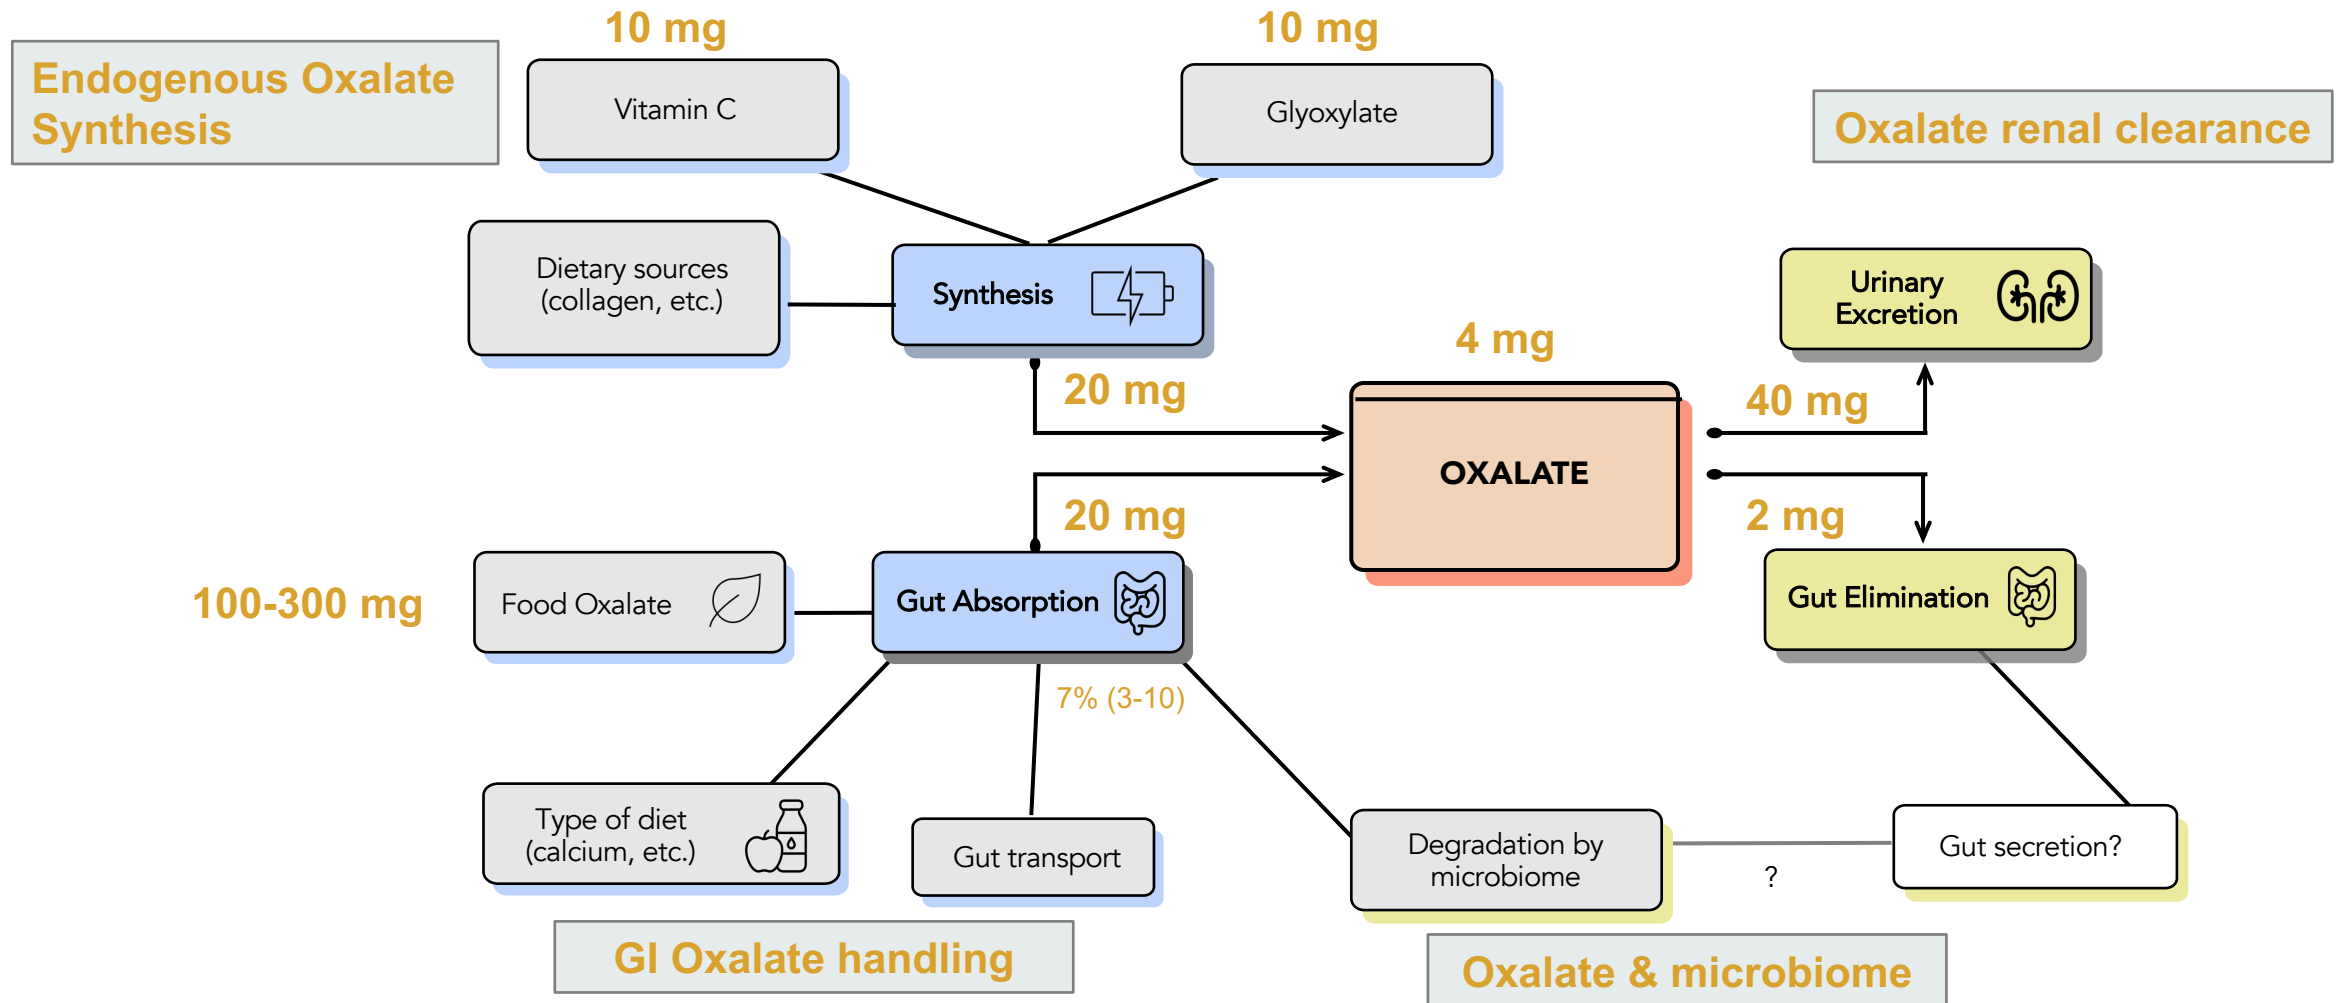 10 mg
10 mg
Endogenous Oxalate
Synthesis
Vitamin C
Glyoxylate
Oxalate renal clearance
Dietary sources
(collagen, etc.)
Synthesis
Urinary
Excretion
4 mg
20 mg
40 mg
OXALATE
20 mg
2 mg
100-300 mg
Food Oxalate
Gut Absorption
Gut Elimination
7% (3-10)
Type of diet
(calcium, etc.)
Gut transport
Degradation by
microbiome
?
Gut secretion?
GI Oxalate handling
Oxalate & microbiome